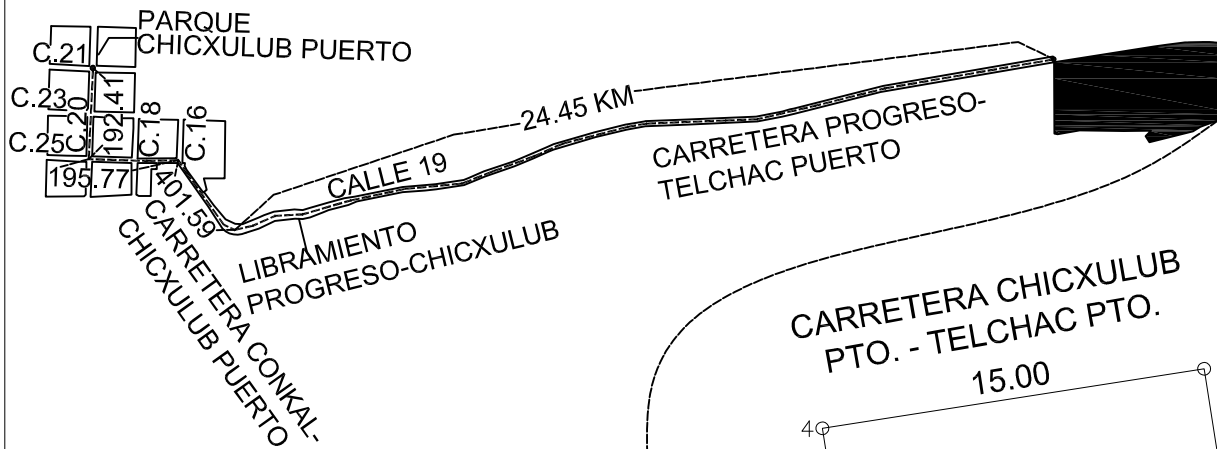 PARQUE
CHICXULUB PUERTO
C.21
C.23
C.25
C.20
192.41
C.18
C.16
195.77
401.59
CARRETERA CONKAL-
CHICXULUB PUERTO
LIBRAMIENTO
PROGRESO-CHICXULUB
CALLE 19
24.45 KM
CARRETERA PROGRESO-
TELCHAC PUERTO
CARRETERA CHICXULUB
PTO. - TELCHAC PTO.
15.00
4